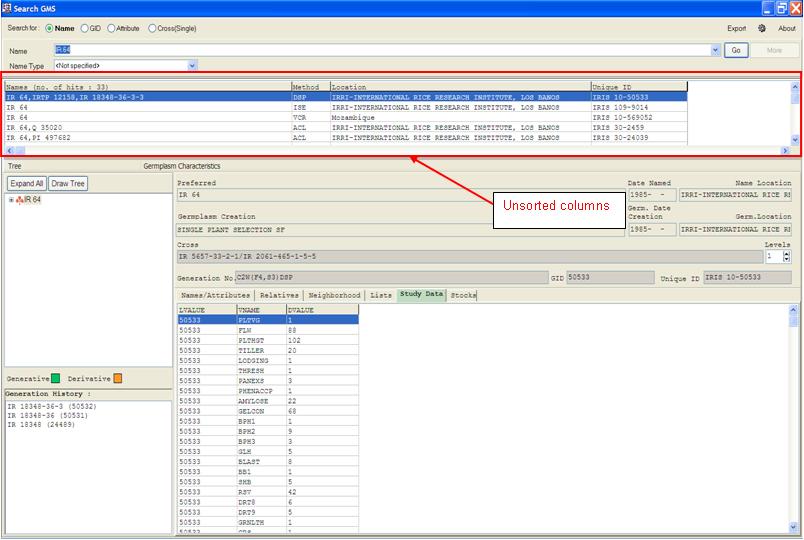 Search GMS
Search for : Name GID Attribute Cross(Single) Export About
Name IR 64 Go More
Name Type <Not specified>
Names (no. of hits : 33) Method Location Unique ID
IR 64,IRTP 12158,IR 18348-36-3-3 DSP IRRI-INTERNATIONAL RICE RESEARCH INSTITUTE, LOS BANOS IRIS 10-50533
IR 64 ISE IRRI-INTERNATIONAL RICE RESEARCH INSTITUTE, LOS BANOS IRIS 109-9014
IR 64 VCR Mozambique IRIS 10-569052
IR 64,Q 35020 ACL IRRI-INTERNATIONAL RICE RESEARCH INSTITUTE, LOS BANOS IRIS 30-2459
IR 64,PI 497682 ACL IRRI-INTERNATIONAL RICE RESEARCH INSTITUTE, LOS BANOS IRIS 30-24039
Unsorted columns
Tree Germplasm Characteristics
Expand All Draw Tree
IR 64
Generative Derivative
Generation History :
IR 18348-36-3 (50532)
IR 18348-36 (50531)
IR 18348 (24489)
Preferred Date Named Name Location
IR 64 1985- - IRRI-INTERNATIONAL RICE RE
Germplasm Creation Germ. Date Creation Germ.Location
SINGLE PLANT SELECTION SF 1985- - IRRI-INTERNATIONAL RICE RE
Cross Levels
IR 5657-33-2-1/IR 2061-465-1-5-5 1
Generation No. C2W(F4,S3)DSP GID 50533 Unique ID IRIS 10-50533
Names/Attributes Relatives Neighborhood Lists Study Data Stocks
LVALUE VNAME DVALUE
50533 PLTVG 1
50533 FLW 88
50533 PLTHGT 102
50533 TILLER 20
50533 LODGING 1
50533 THRESH 1
50533 PANEXS 3
50533 PHENACCP 1
50533 AMYLOSE 22
50533 GELCON 68
50533 BPH1 1
50533 BPH2 9
50533 BPH3 3
50533 GLH 5
50533 BLAST 8
50533 BB1 1
50533 SHB 5
50533 RSV 42
50533 DRT8 6
50533 DRT9 5
50533 GRNLTH 1